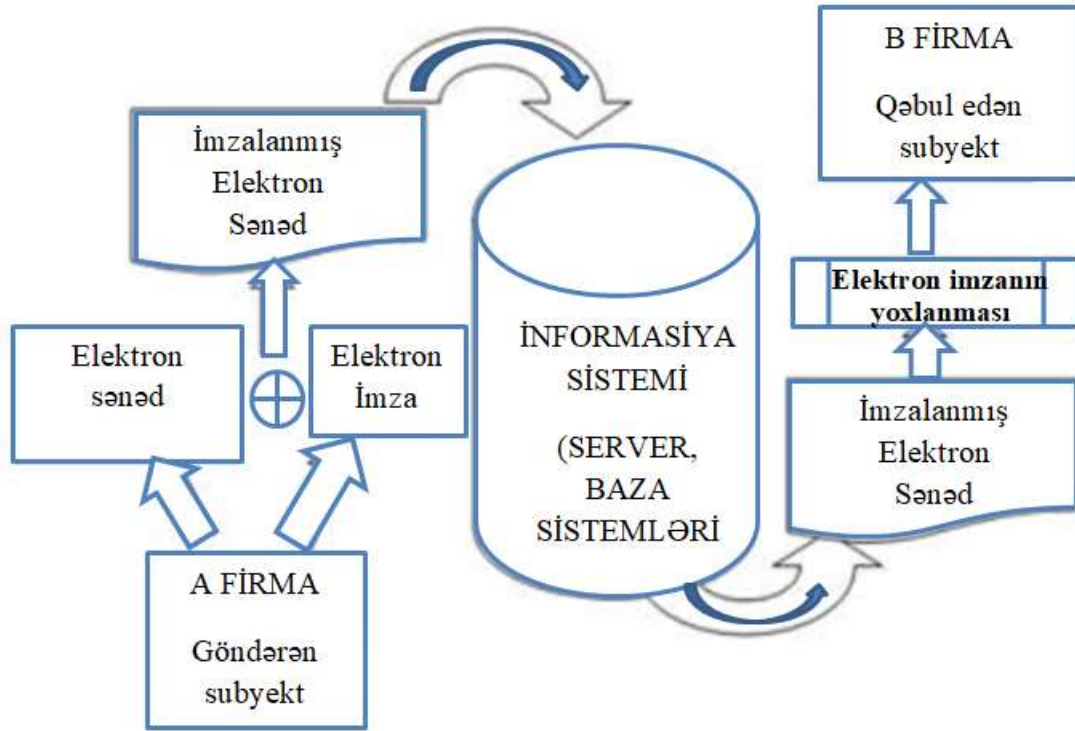 İmzalanmış
Elektron
Sənəd
Elektron
sənəd
Elektron
İmza
A FİRMA
Göndərən
subyekt
İNFORMASİYA
SİSTEMİ
(SERVER,
BAZA
SİSTEMLƏRİ
B FİRMA
Qəbul edən
subyekt
Elektron imzanın
yoxlanması
İmzalanmış
Elektron
Sənəd